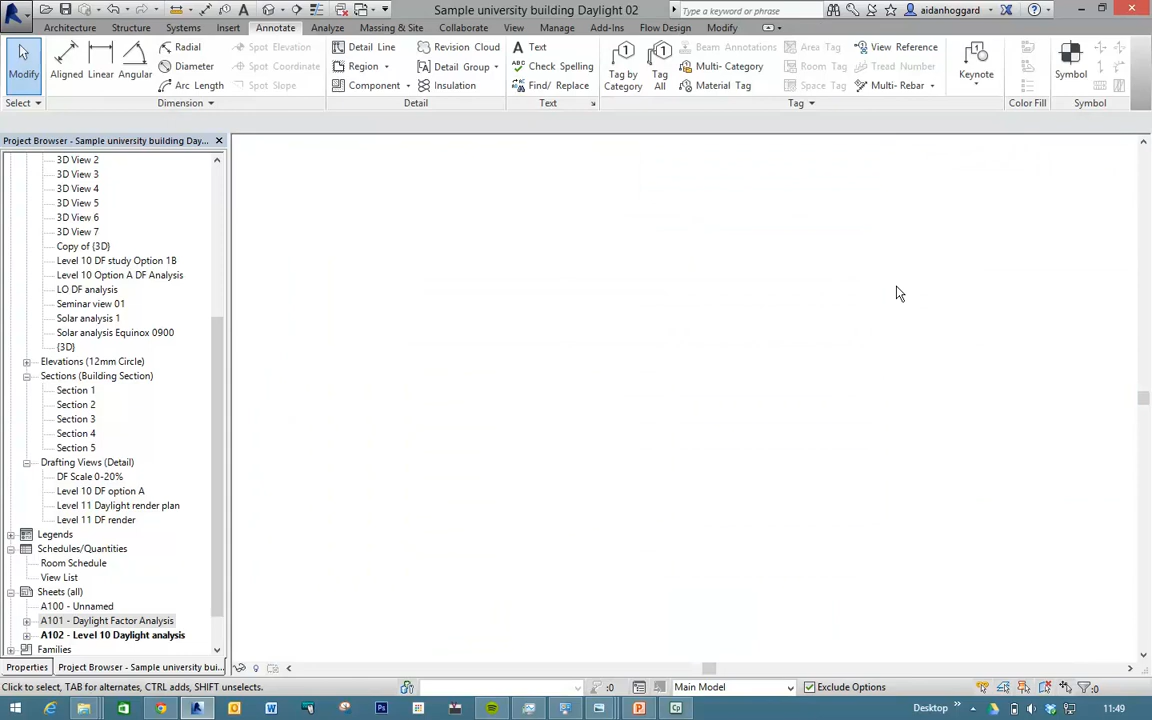 Sample university building Daylight 02
Type a keyword or phrase
aidanhoggard
Architecture Structure Systems Insert Annotate Analyze Massing & Site Collaborate View Manage Add-Ins Extensions Floor Design Modify
Modify
Select
Aligned Linear Angular
Radial
Diameter
Arc Length
Spot Elevation
Spot Coordinate
Spot Slope
Dimension
Detail Line
Region
Component
Revision Cloud
Detail Group
Insulation
Detail
Text
Check Spelling
Find/ Replace
Text
Tag by Category
Tag All
Beam Annotations
Multi- Category
Material Tag
Area Tag
Room Tag
Space Tag
View Reference
Tread Number
Multi- Rebar
Tag
Keynote
Color Fill
Symbol
Symbol
Project Browser - Sample university building Day...
3D View 2
3D View 3
3D View 4
3D View 5
3D View 6
3D View 7
Copy of {3D}
Level 10 DF study Option 1B
Level 10 Option A DF Analysis
LO DF analysis
Seminar view 01
Solar analysis 1
Solar analysis Equinox 0900
{3D}
Elevations (12mm Circle)
Sections (Building Section)
Section 1
Section 2
Section 3
Section 4
Section 5
Drafting Views (Detail)
DF Scale 0-20%
Level 10 DF option A
Level 11 Daylight render plan
Level 11 DF render
Legends
Schedules/Quantities
Room Schedule
View List
Sheets (all)
A100 - Unnamed
A101 - Daylight Factor Analysis
A102 - Level 10 Daylight analysis
Families
Properties
Project Browser - Sample university bui...
Click to select, TAB for alternates, CTRL adds, SHIFT unselects.
:0
Main Model
Exclude Options
:0
Desktop
11:49